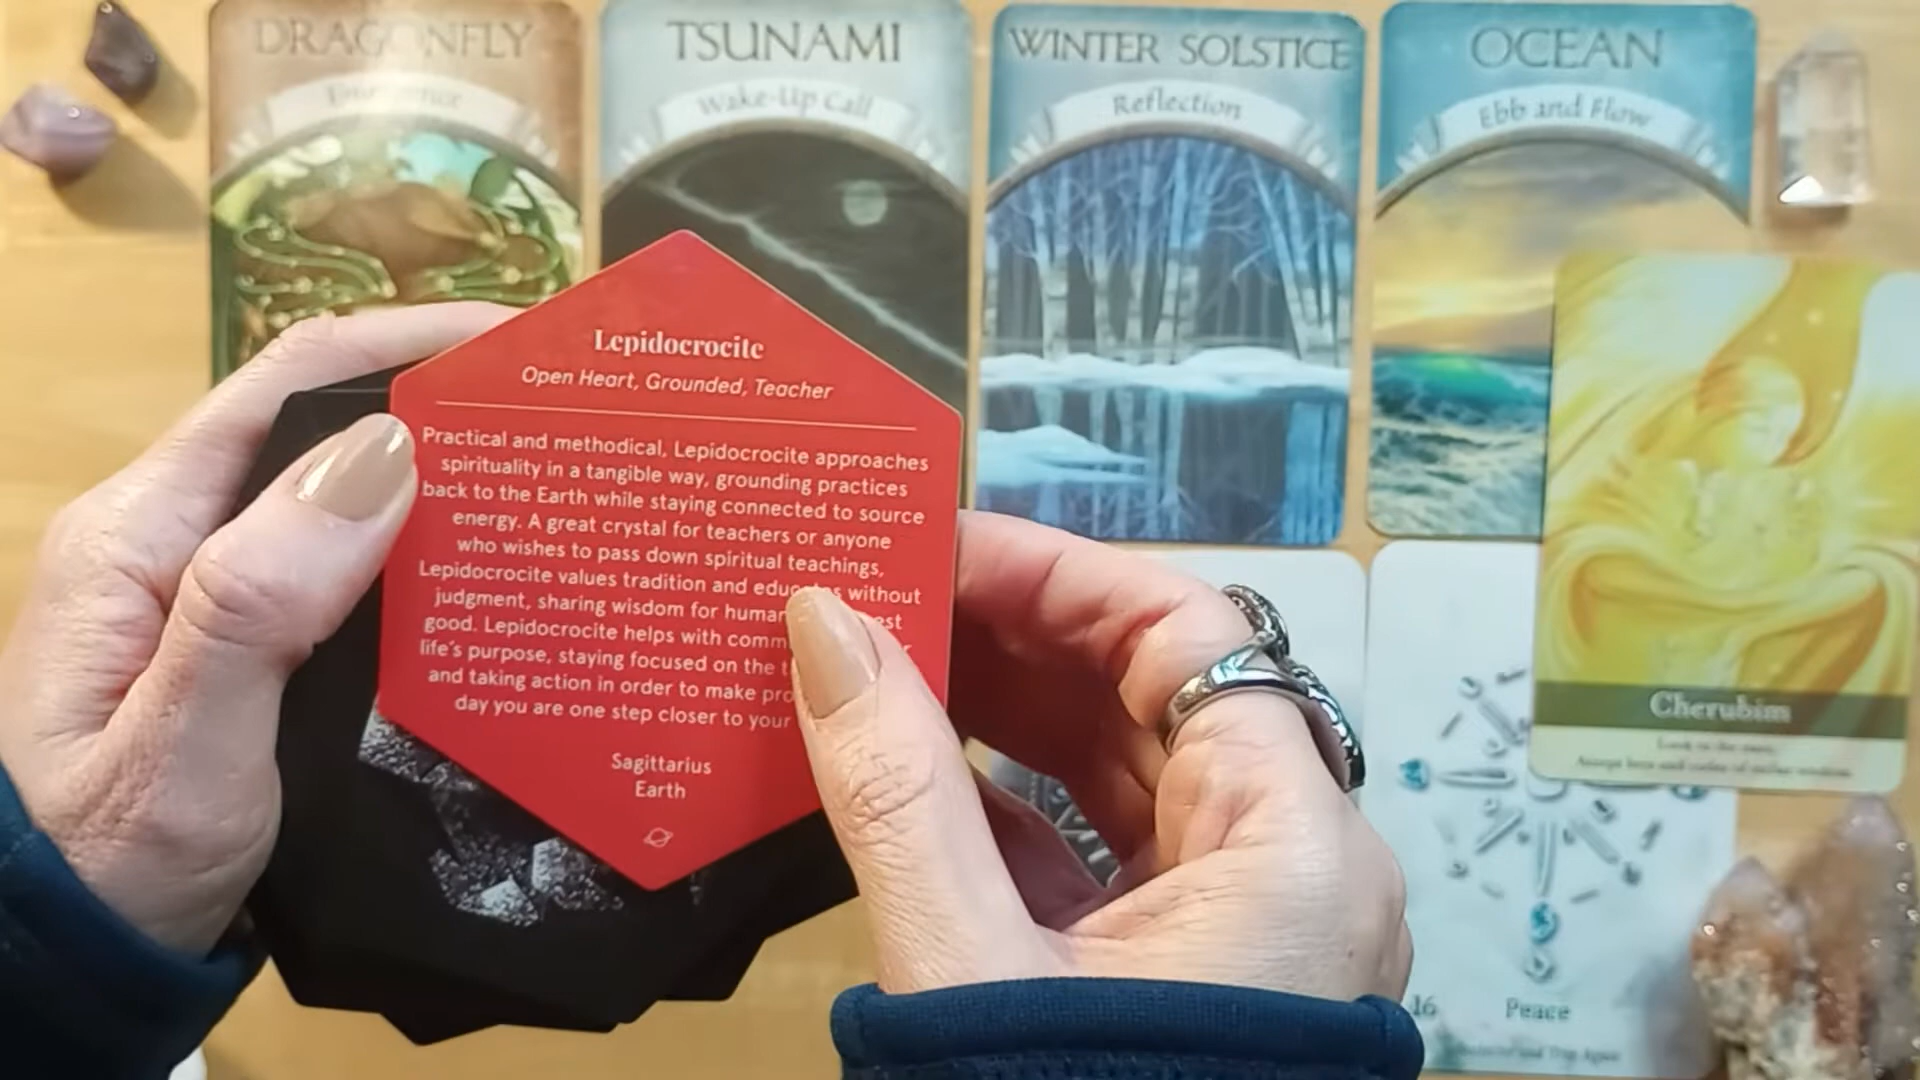 DRAGONFLY
TSUNAMI
Wake-Up Call
WINTER SOLSTICE
Reflection
OCEAN
Ebb and Flow
Lepidocrocite
Open Heart, Grounded, Teacher
Practical and methodical, Lepidocrocite approaches
spirituality in a tangible way, grounding practices
back to the Earth while staying connected to source
energy. A great crystal for teachers or anyone
who wishes to pass down spiritual teachings,
Lepidocrocite values tradition and without
judgment, sharing wisdom for
good. Lepidocrocite helps with
life's purpose, staying focused on the
and taking action in order to make
day you are one step closer to your
Sagittarius
Earth
Cherubim
16
Peace